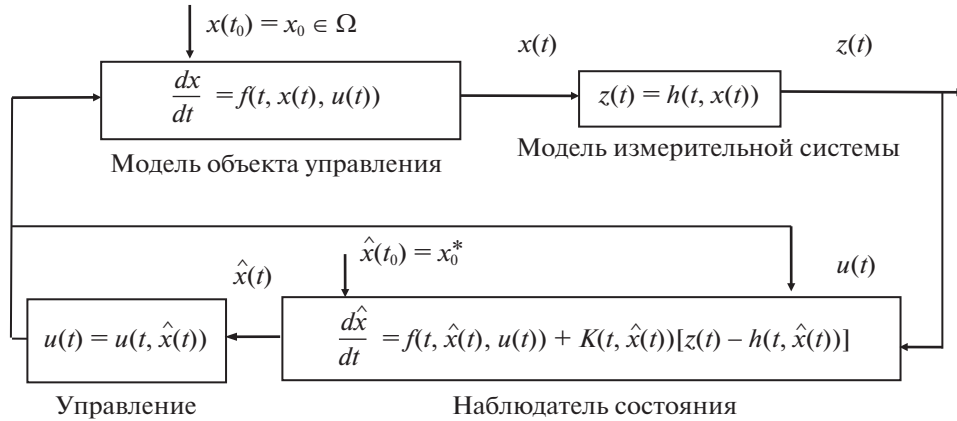 x(t₀) = x₀ ∈ Ω
x(t)
z(t)
dx/dt = f(t, x(t), u(t))
z(t) = h(t, x(t))
Модель объекта управления
Модель измерительной системы
x̂(t₀) = x₀*
x̂(t)
u(t)
u(t) = u(t, x̂(t))
dx̂/dt = f(t, x̂(t), u(t)) + K(t, x̂(t))[z(t) – h(t, x̂(t))]
Управление
Наблюдатель состояния